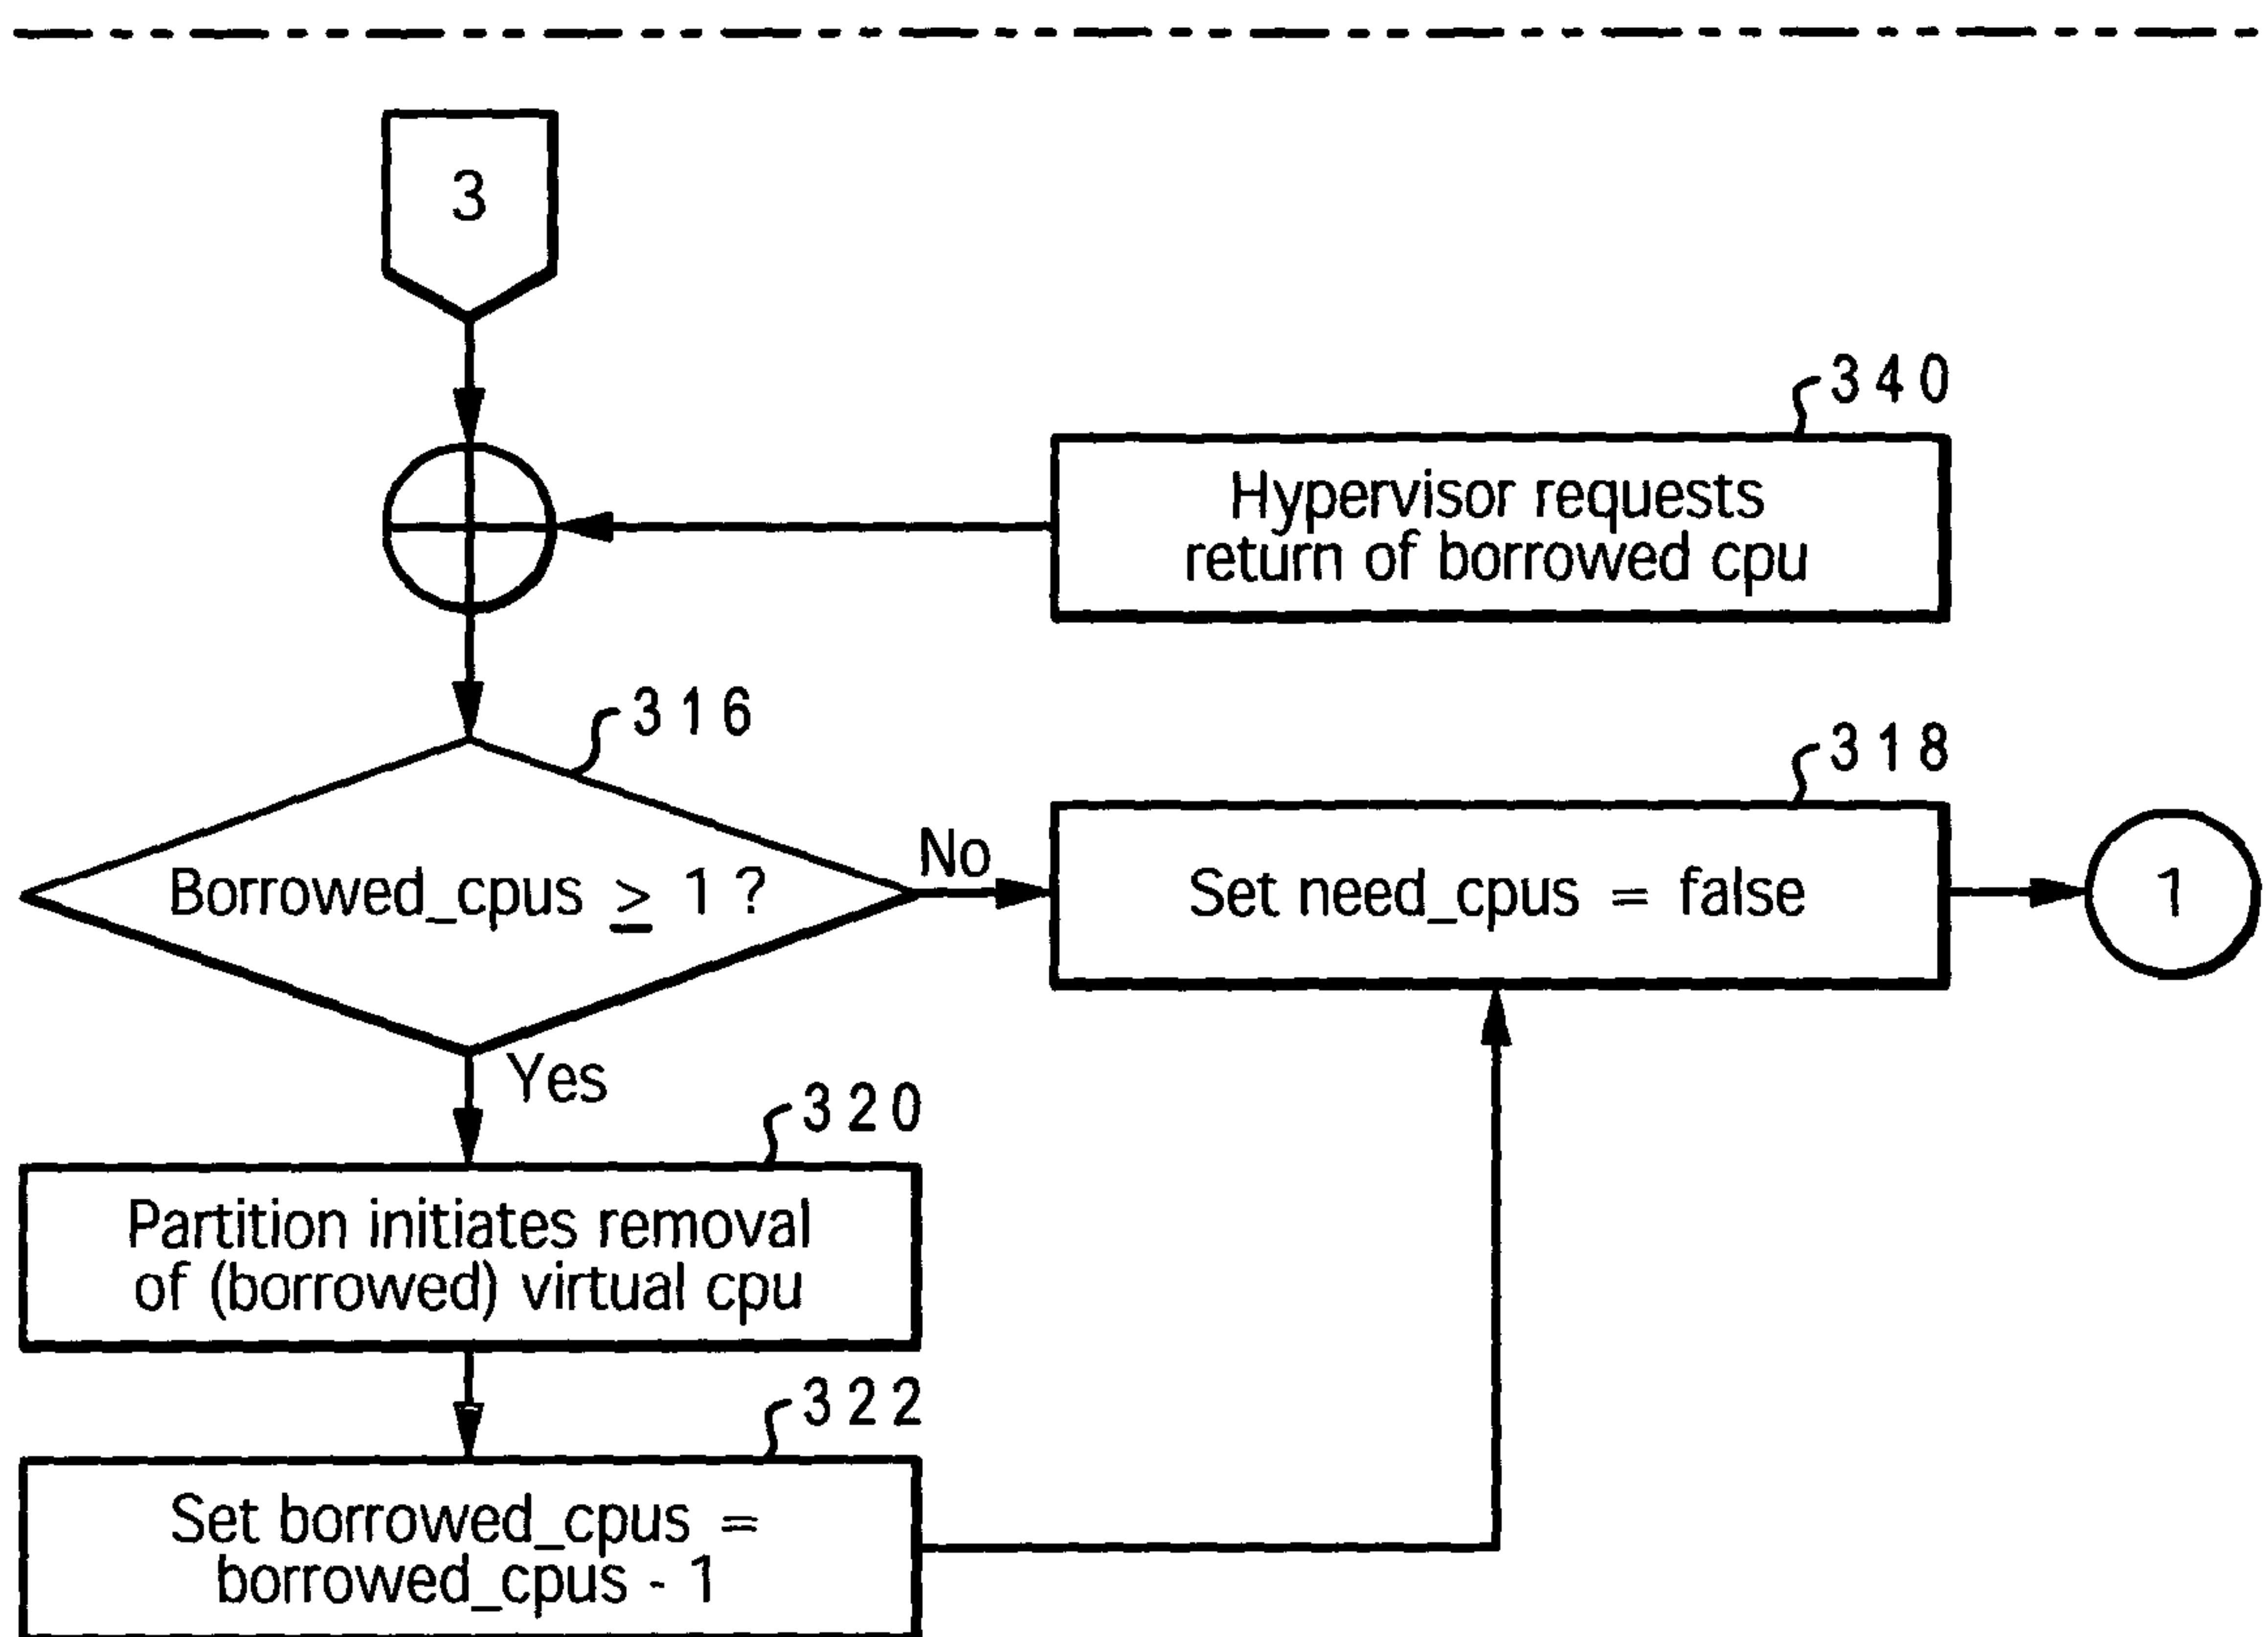 3
340
Hypervisor requests
return of borrowed cpu
316
Borrowed_cpus ≥ 1 ?
No
318
Set need_cpus = false
1
Yes
320
Partition initiates removal
of (borrowed) virtual cpu
322
Set borrowed_cpus =
borrowed_cpus - 1